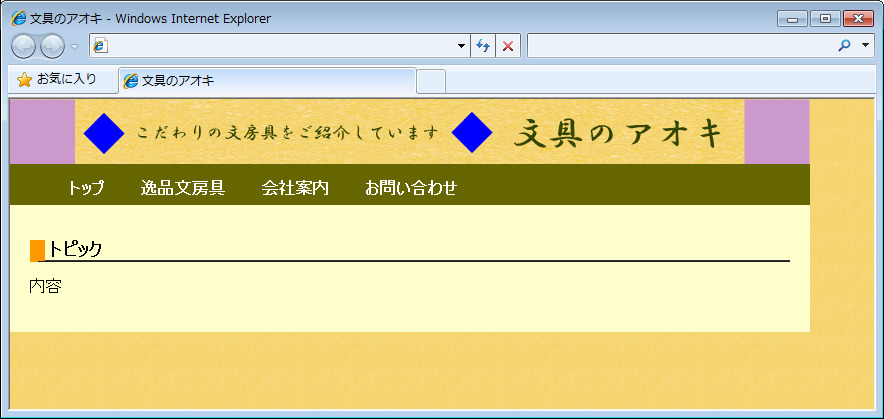 文具のアオキ - Windows Internet Explorer
お気に入り
文具のアオキ
こだわりの文房具をご紹介しています
文具のアオキ
トップ 逸品文房具 会社案内 お問い合わせ
トピック
内容